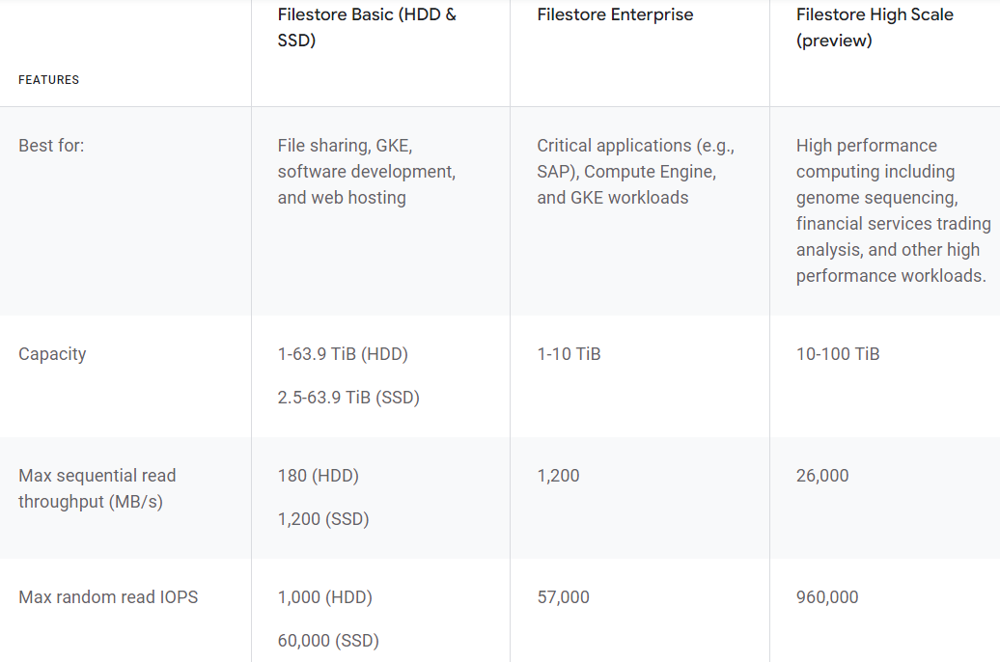 Filestore Basic (HDD &
SSD)
Filestore Enterprise
Filestore High Scale
(preview)
FEATURES
Best for:
File sharing, GKE,
software development,
and web hosting
Critical applications (e.g.,
SAP), Compute Engine,
and GKE workloads
High performance
computing including
genome sequencing,
financial services trading
analysis, and other high
performance workloads.
Capacity
1-63.9 TiB (HDD)
2.5-63.9 TiB (SSD)
1-10 TiB
10-100 TiB
Max sequential read
throughput (MB/s)
180 (HDD)
1,200 (SSD)
1,200
26,000
Max random read IOPS
1,000 (HDD)
60,000 (SSD)
57,000
960,000